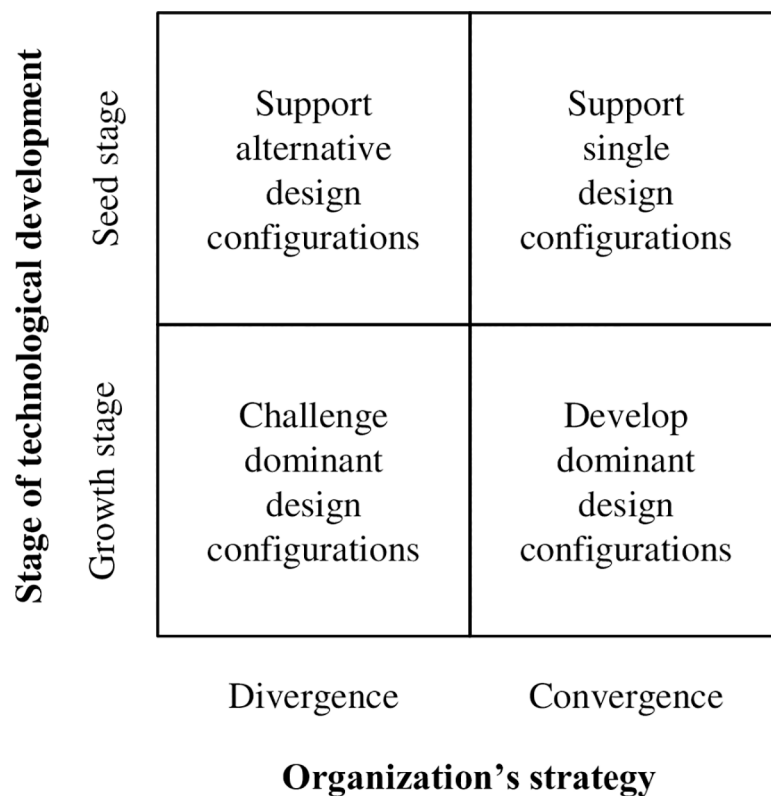 Stage of technological development
Seed stage
Support
alternative
design
configurations
Support
single
design
configurations
Growth stage
Challenge
dominant
design
configurations
Develop
dominant
design
configurations
Divergence
Convergence
Organization’s strategy